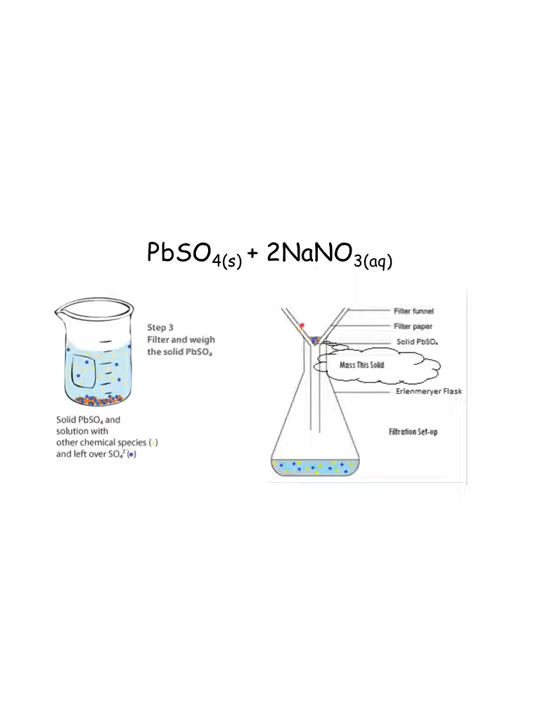 PbSO₄(s) + 2NaNO₃(aq)
Step 3
Filter and weigh
the solid PbSO₄
Solid PbSO₄ and
solution with
other chemical species (○)
and left over SO₄²⁻(●)
Filter funnel
Filter paper
Solid PbSO₄
Mass This Solid
Erlenmeryer Flask
Filtration Set-up